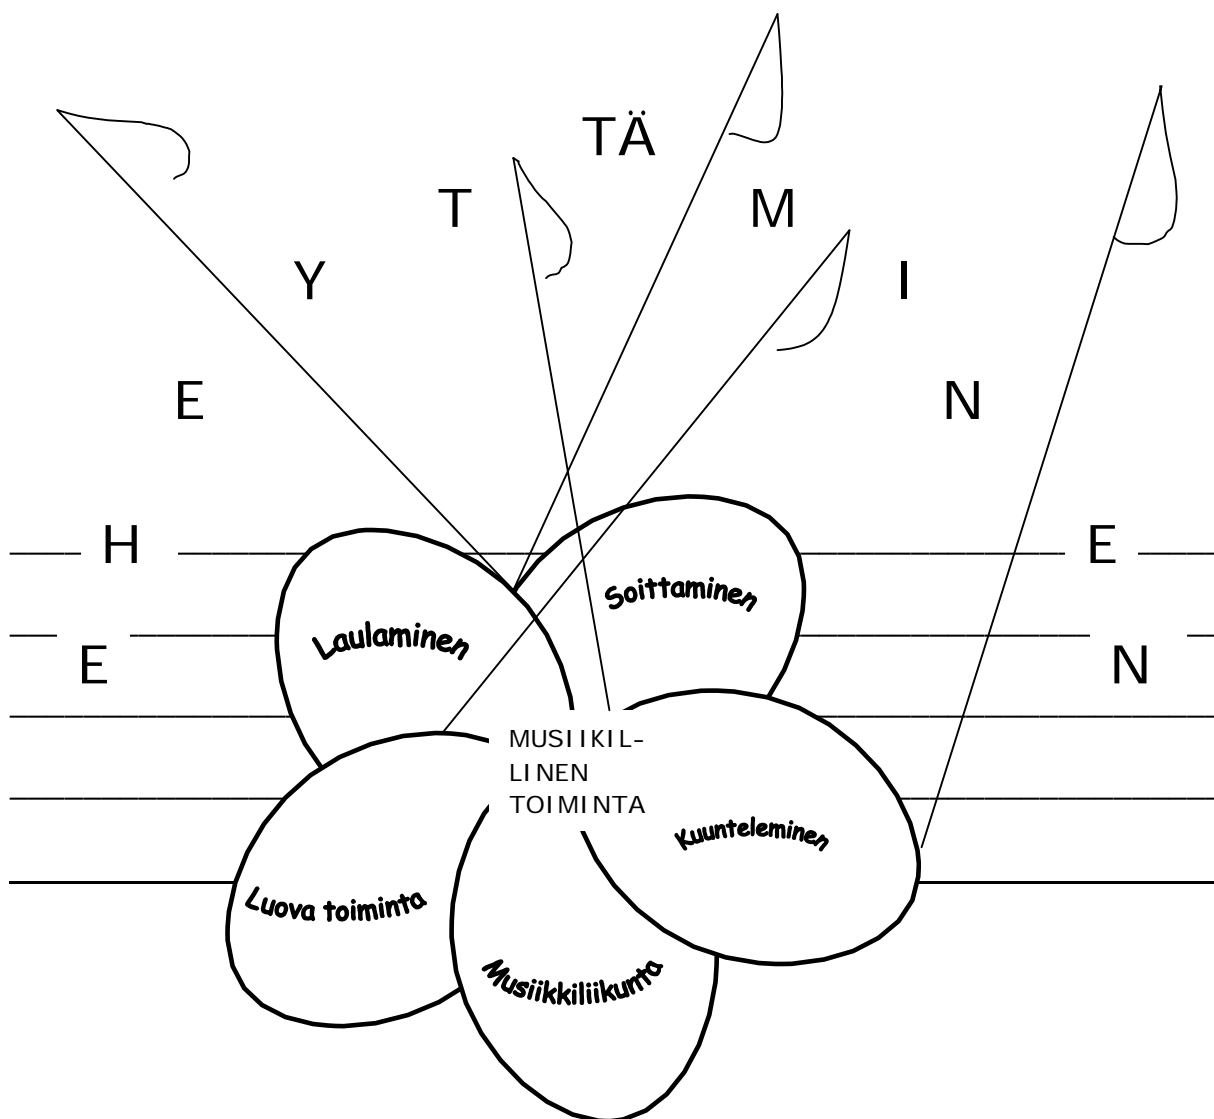 E H E Y T TÄ M I N E N
Soittaminen
Laulaminen
MUSIIKIL-
LINEN
TOIMINTA
Kuunteleminen
Luova toiminta
Musiikkiliikunta